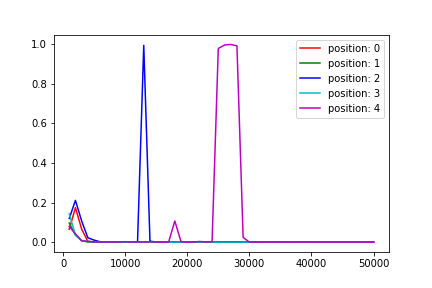 1.0
0.8
0.6
0.4
0.2
0.0
0
10000
20000
30000
40000
50000
position: 0
position: 1
position: 2
position: 3
position: 4